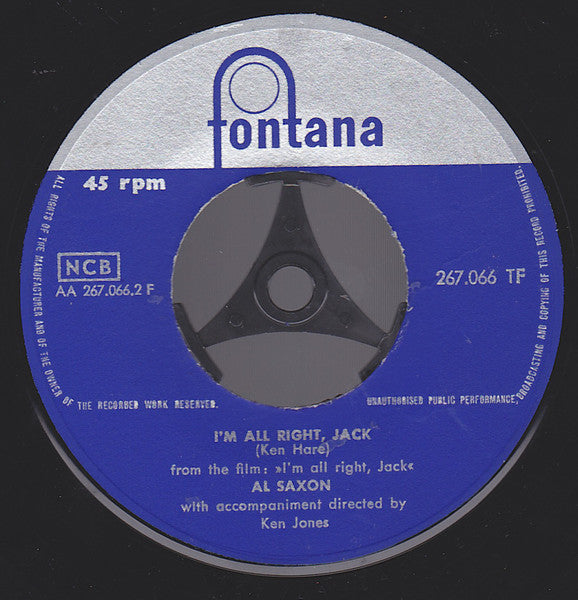 fontana
45 rpm
NCB
AA 267.066.2 F
267.066 TF
ALL RIGHTS OF THE MANUFACTURER AND OF THE OWNER OF THE RECORDED WORK RESERVED.
UNAUTHORISED PUBLIC PERFORMANCE, BROADCASTING AND COPYING OF THIS RECORD PROHIBITED.
I'M ALL RIGHT, JACK
(Ken Hare)
from the film: »I'm all right, Jack«
AL SAXON
with accompaniment directed by
Ken Jones